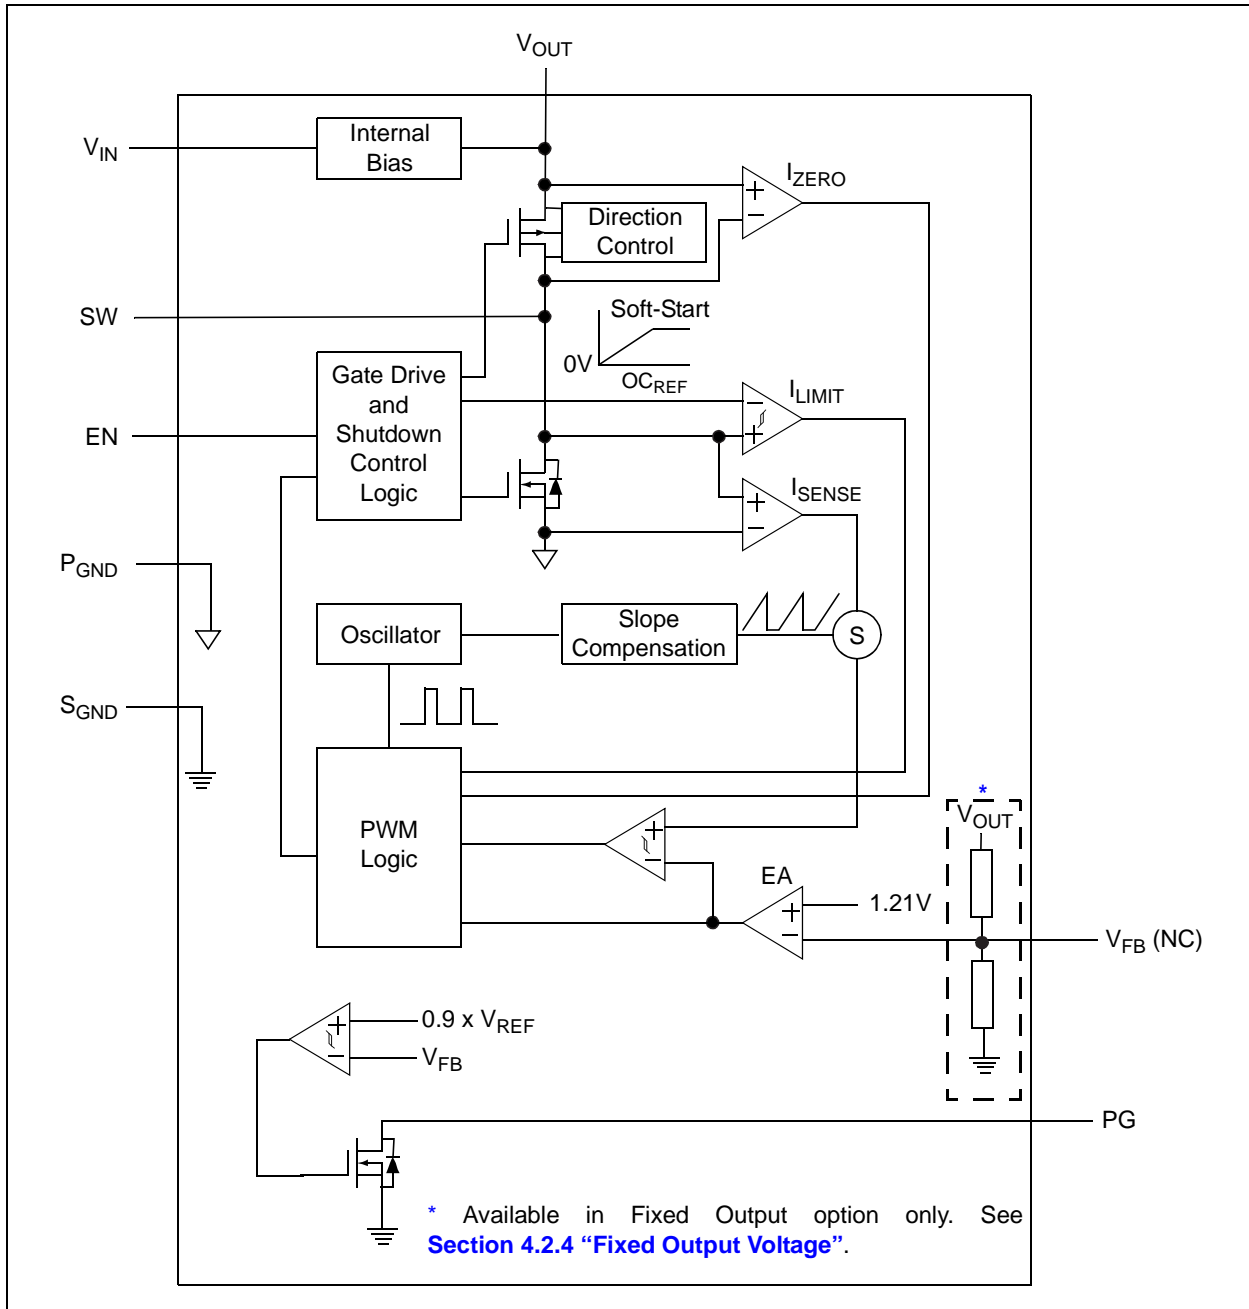 VOUT
VIN
Internal
Bias
IZERO
+
−
Direction
Control
SW
Soft-Start
0V
OCREF
Gate Drive
and
Shutdown
Control
Logic
ILIMIT
−
+
EN
ISENSE
+
−
PGND
Oscillator
Slope
Compensation
S
SGND
PWM
Logic
+
−
*
VOUT
EA
+
−
1.21V
VFB (NC)
+
−
0.9 x VREF
VFB
PG
* Available in Fixed Output option only. See
Section 4.2.4 “Fixed Output Voltage”.